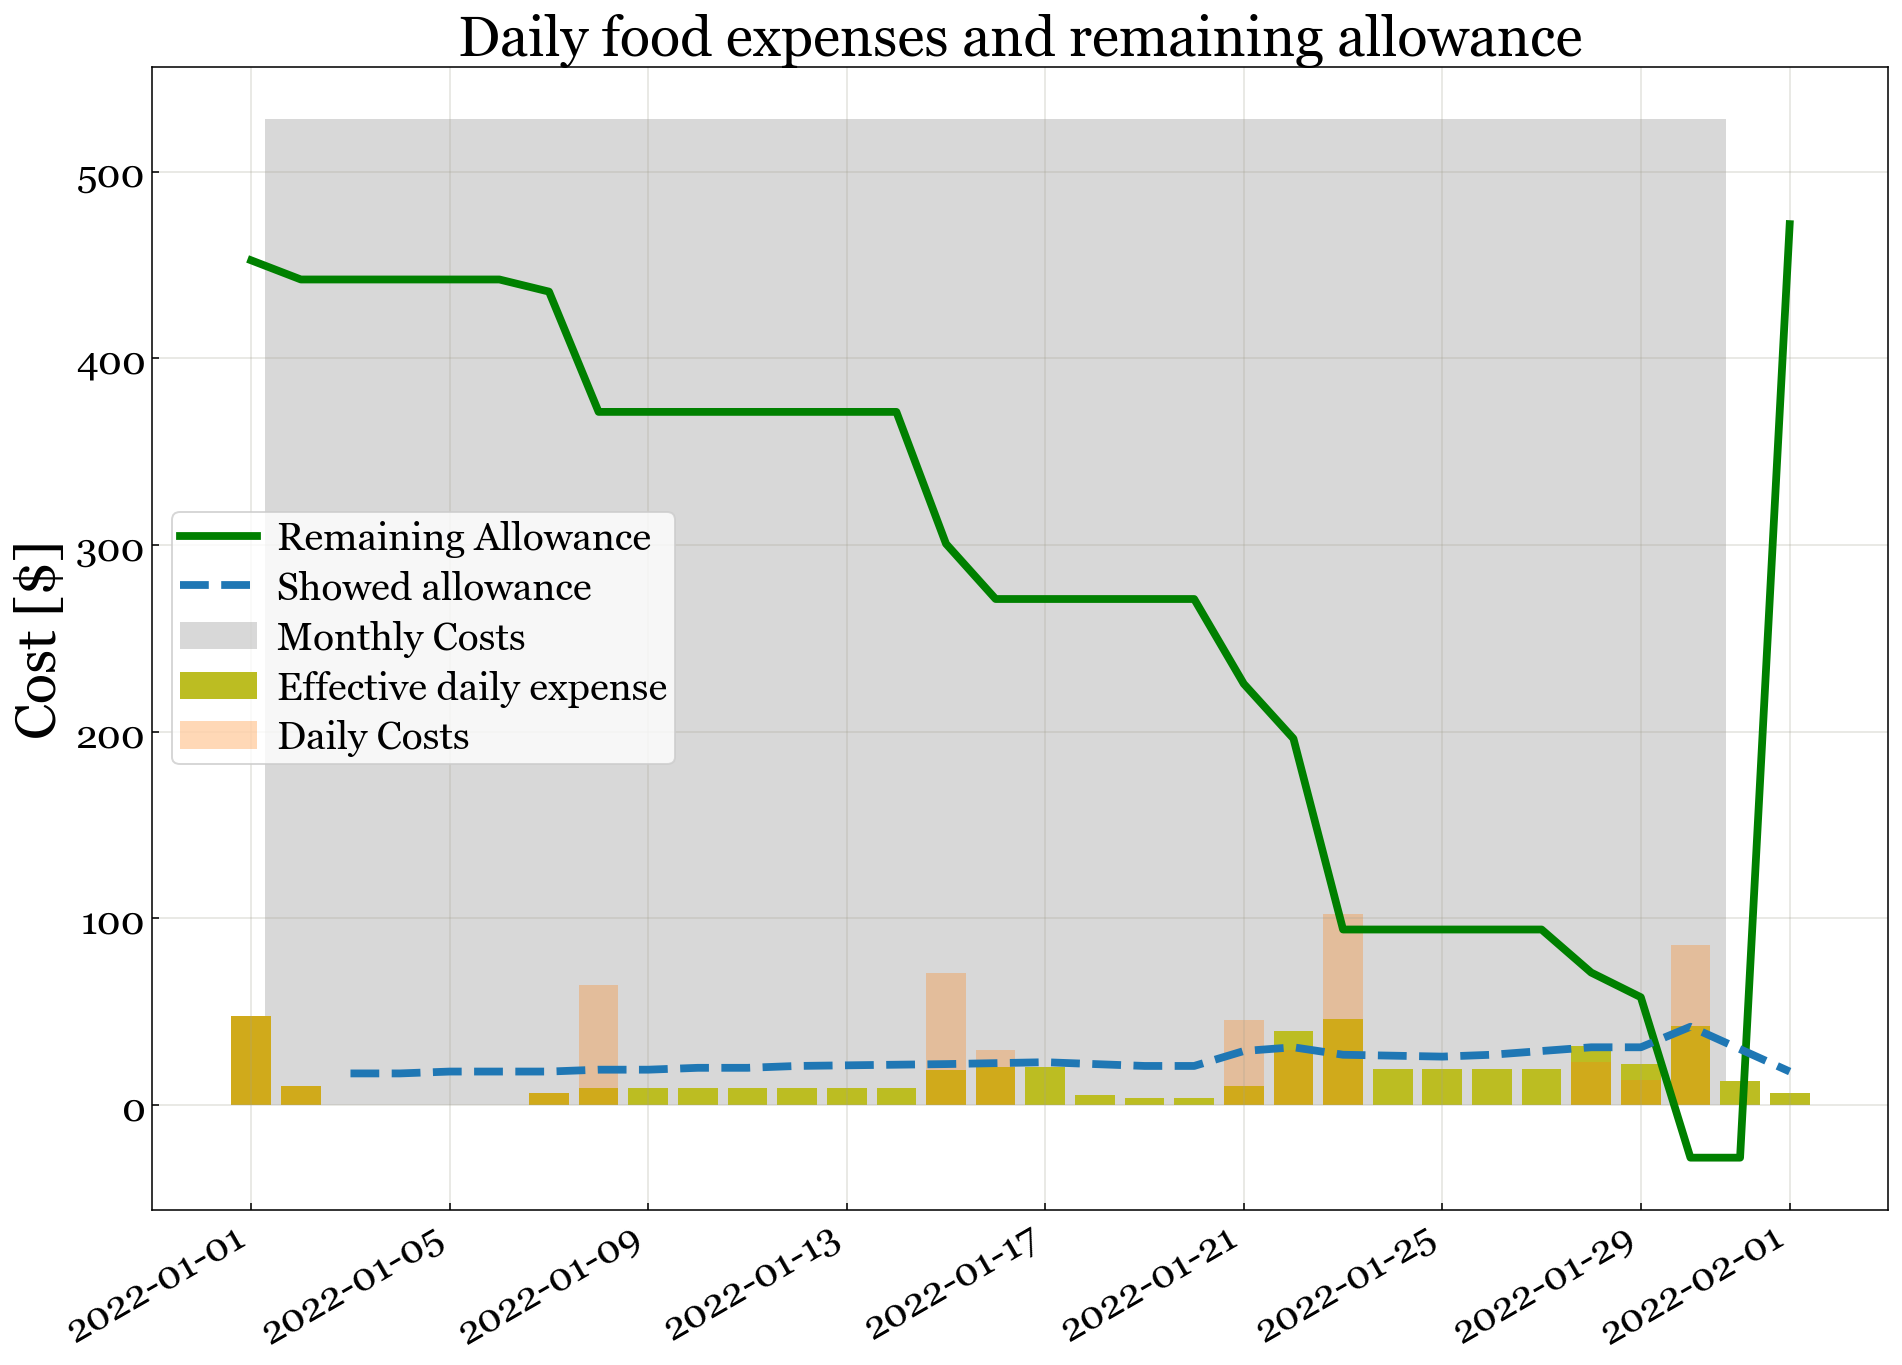 Daily food expenses and remaining allowance
Cost [$]
500
400
300
200
100
0
Remaining Allowance
Showed allowance
Monthly Costs
Effective daily expense
Daily Costs
2022-01-01
2022-01-05
2022-01-09
2022-01-13
2022-01-17
2022-01-21
2022-01-25
2022-01-29
2022-02-01